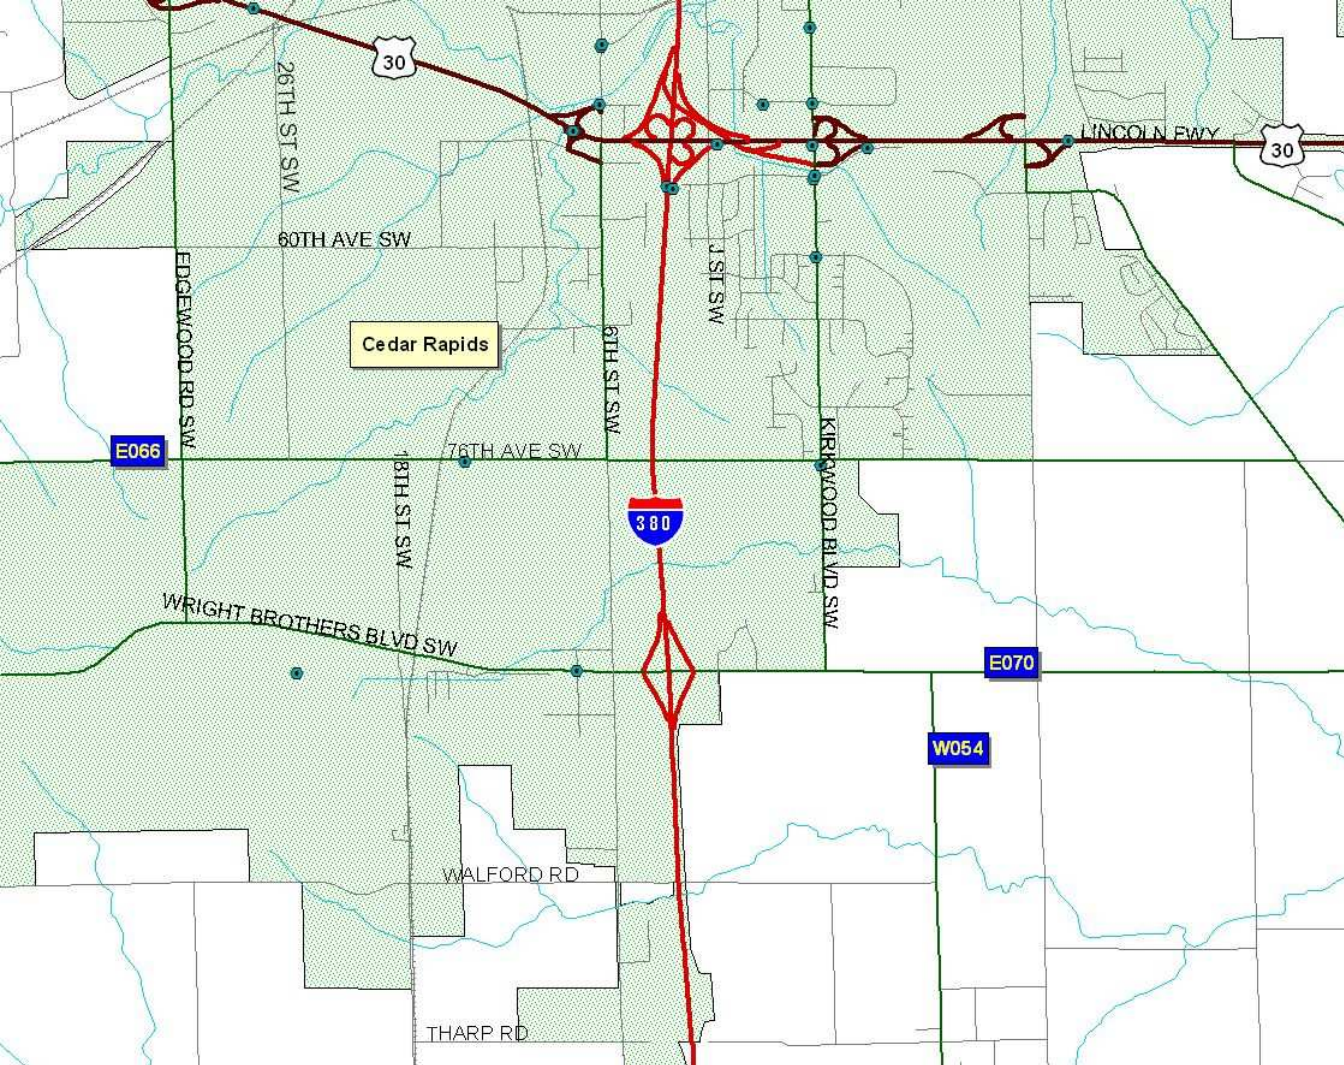 30
26TH ST SW
LINCOLN FWY
30
60TH AVE SW
EDGEWOOD RD SW
J ST SW
Cedar Rapids
6TH ST SW
E066
76TH AVE SW
18TH ST SW
KIRKWOOD BLVD SW
380
WRIGHT BROTHERS BLVD SW
E070
W054
WALFORD RD
THARP RD